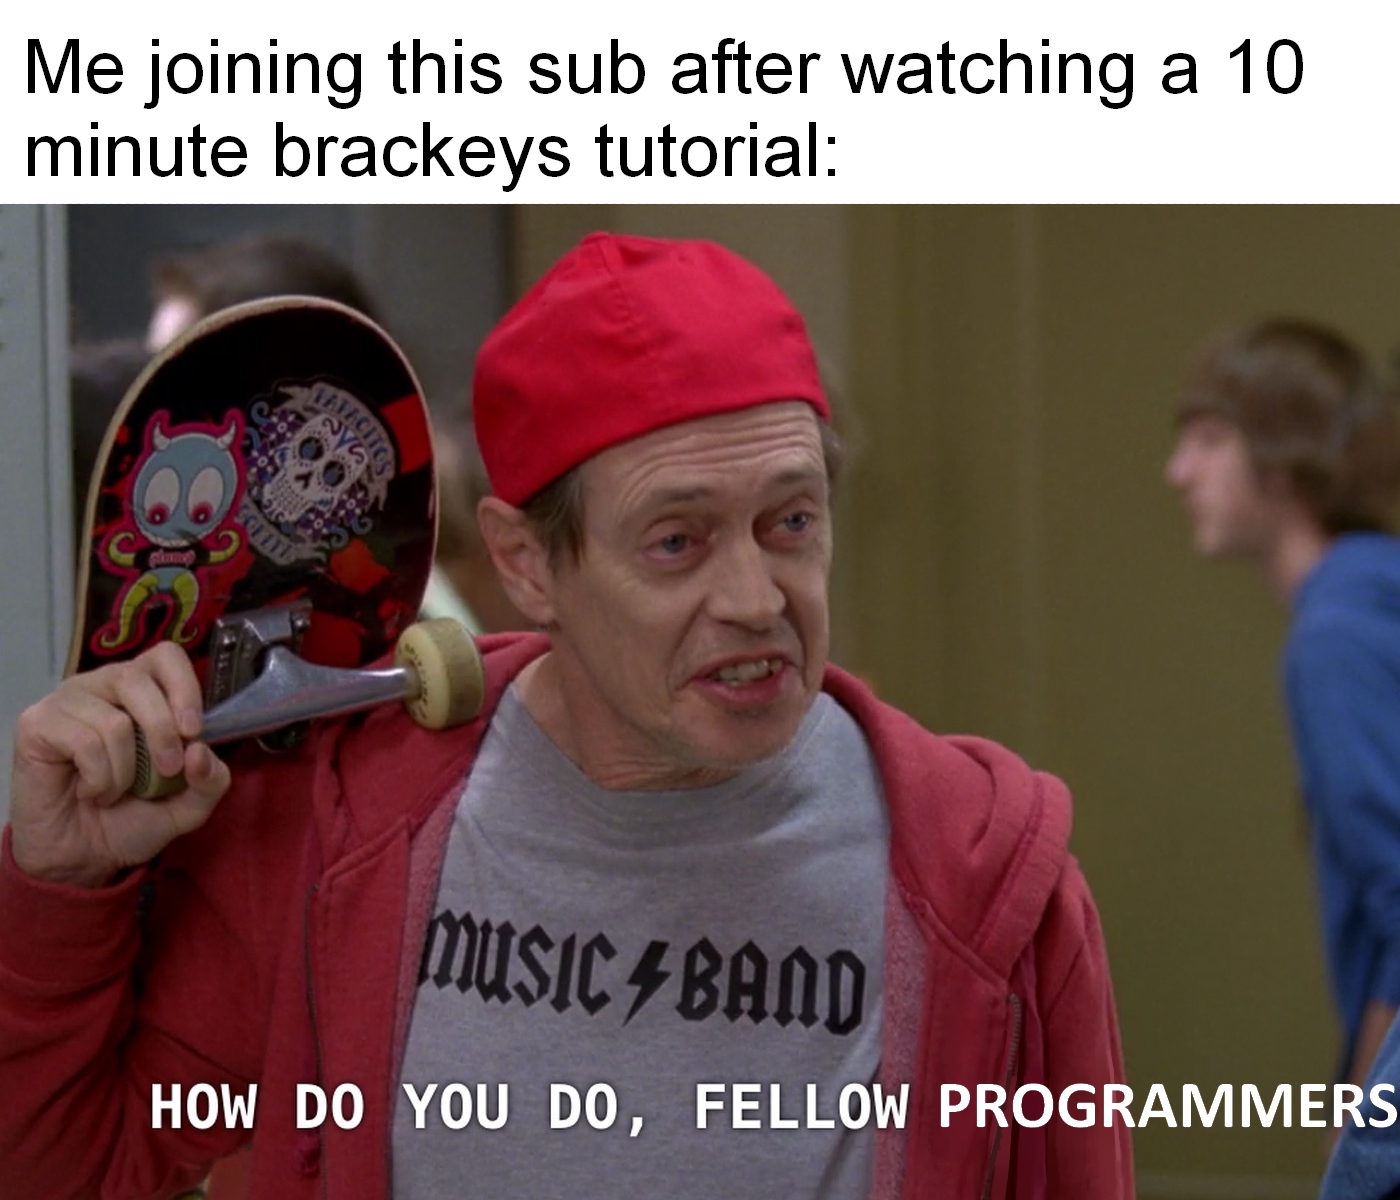 Me joining this sub after watching a 10
minute brackeys tutorial:
MUSIC⚡BAND
HOW DO YOU DO, FELLOW PROGRAMMERS